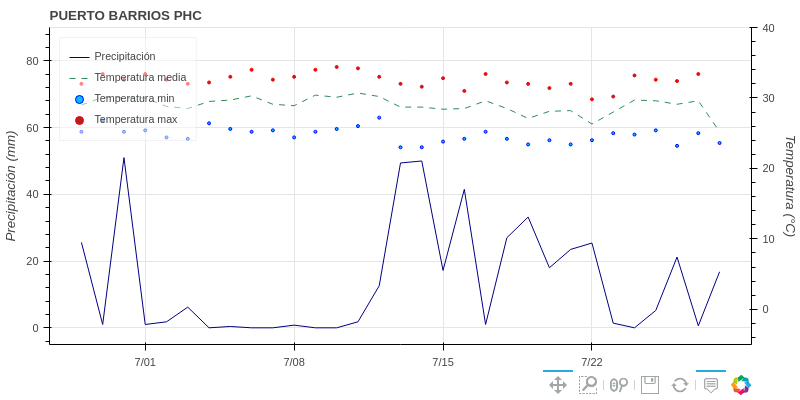 PUERTO BARRIOS PHC
Precipitación
Temperatura media
Temperatura min
Temperatura max
Precipitación (mm)
80
60
40
20
0
Temperatura (°C)
40
30
20
10
0
7/01
7/08
7/15
7/22